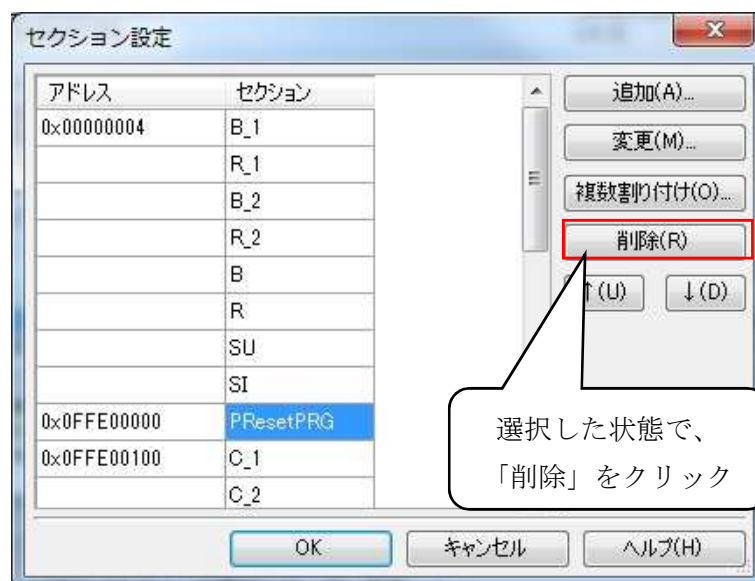 セクション設定
アドレス セクション
0x00000004 B_1
R_1
B_2
R_2
B
R
SU
SI
0x0FFE00000 PResetPRG
0x0FFE00100 C_1
C_2
追加(A)...
変更(M)...
複数割り付け(O)...
削除(R)
↑(U) ↓(D)
選択した状態で、
「削除」をクリック
OK キャンセル ヘルプ(H)